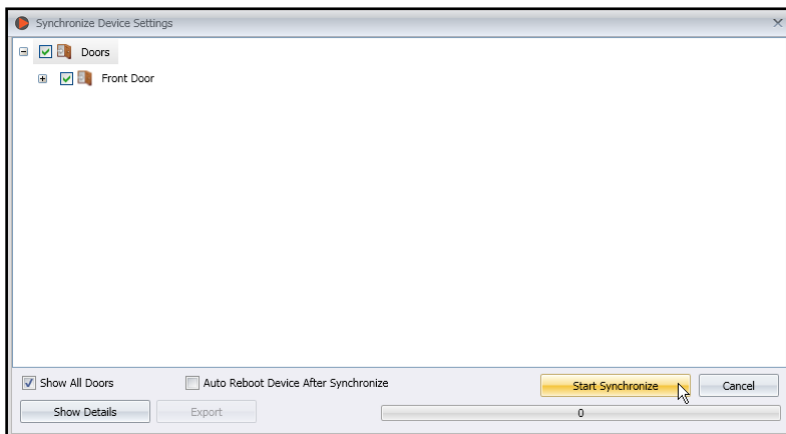 Synchronize Device Settings
Doors
Front Door
Show All Doors
Auto Reboot Device After Synchronize
Start Synchronize
Cancel
Show Details
Export
0